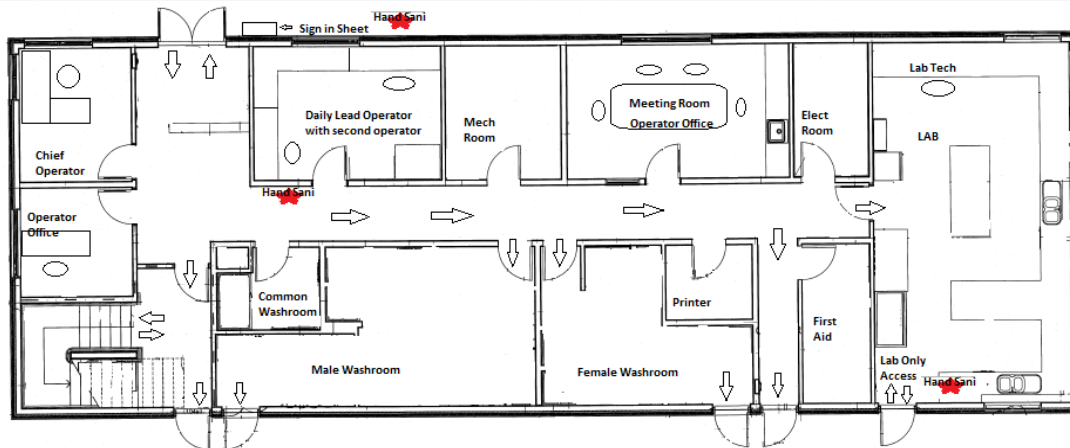 Hand Sani
Sign in Sheet
Lab Tech
LAB
Daily Lead Operator
with second operator
Mech
Room
Meeting Room
Operator Office
Elect
Room
Chief
Operator
Hand Sani
Operator
Office
Common
Washroom
Printer
First
Aid
Male Washroom
Female Washroom
Lab Only
Access
Hand Sani